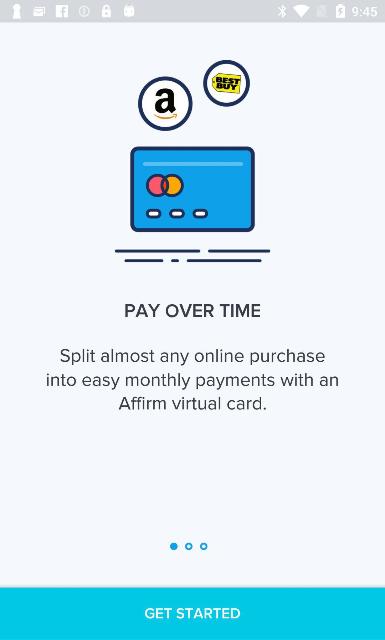 9:45
a
BEST
BUY
PAY OVER TIME
Split almost any online purchase
into easy monthly payments with an
Affirm virtual card.
GET STARTED